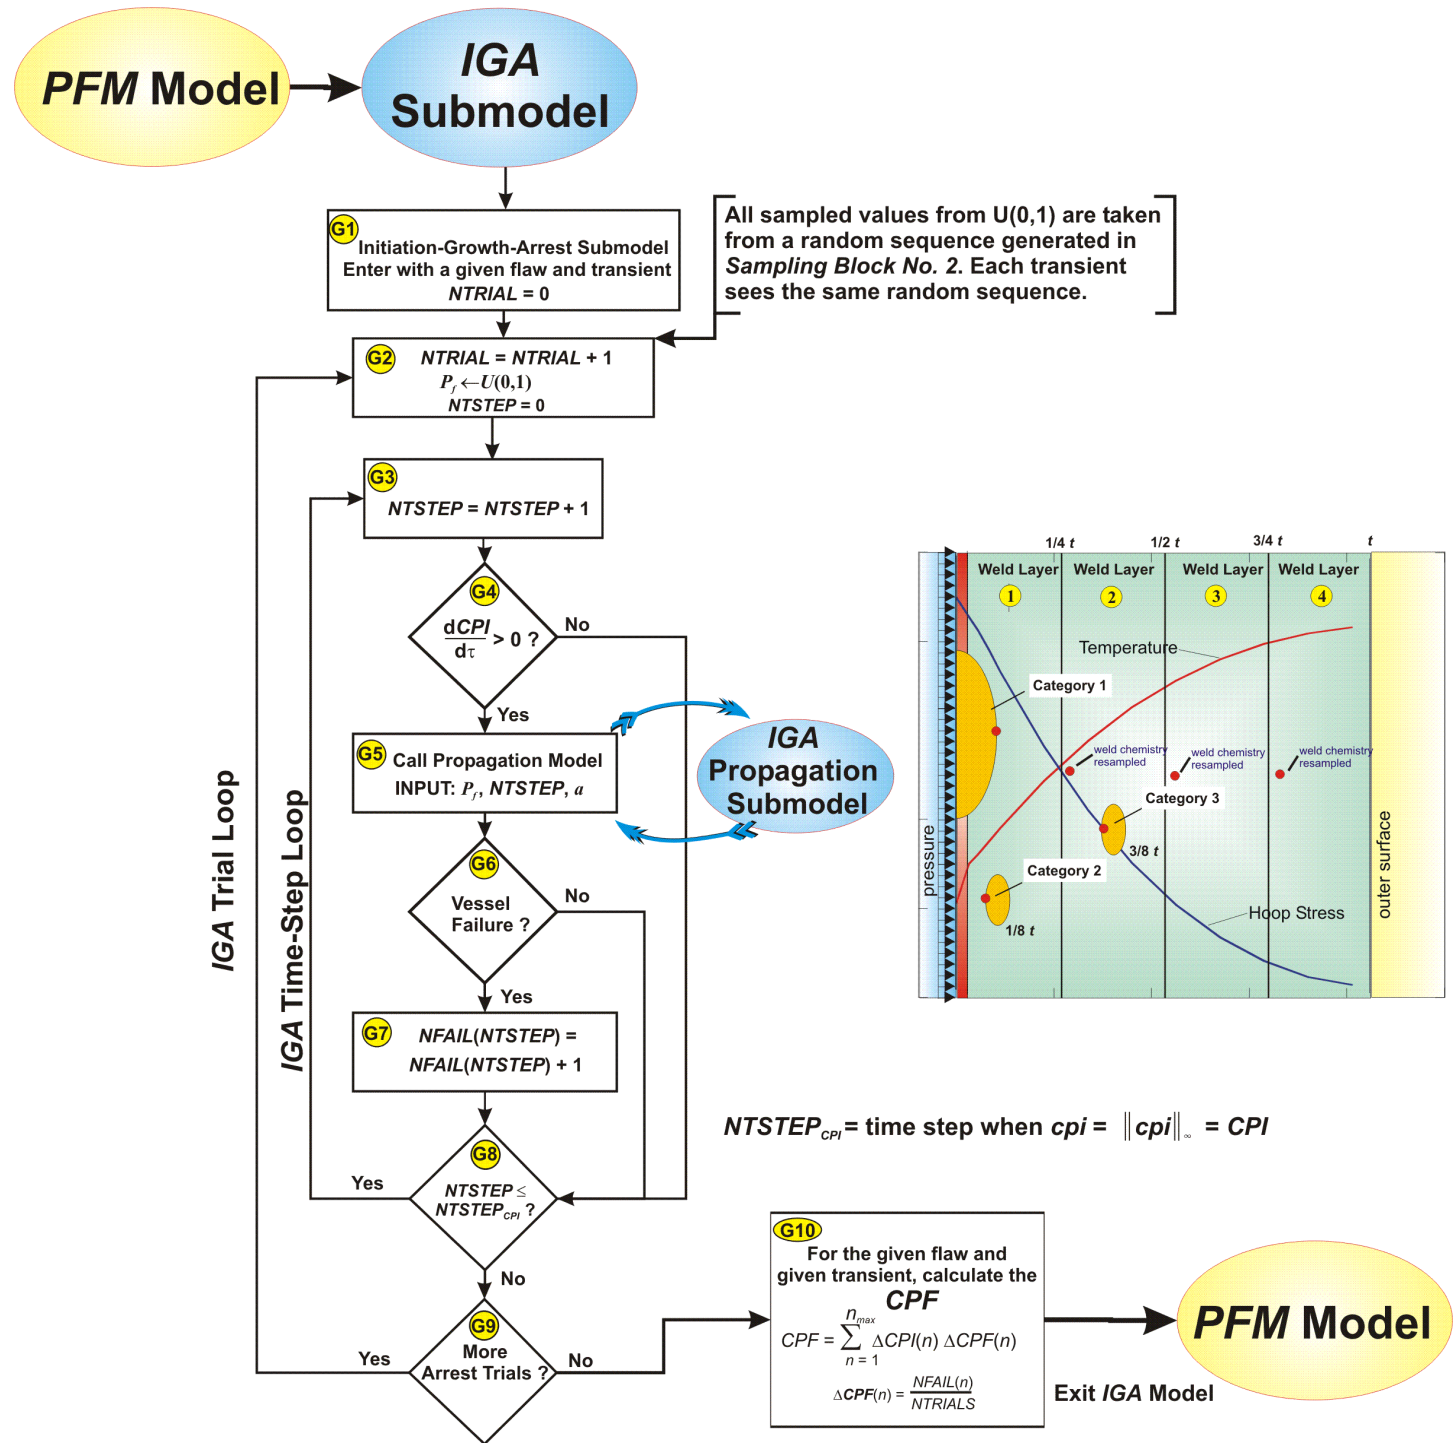 PFM Model
IGA
Submodel
G1
Initiation-Growth-Arrest Submodel
Enter with a given flaw and transient
NTRIAL = 0
All sampled values from U(0,1) are taken
from a random sequence generated in
Sampling Block No. 2. Each transient
sees the same random sequence.
G2
NTRIAL = NTRIAL + 1
P_f ←U(0,1)
NTSTEP = 0
G3
NTSTEP = NTSTEP + 1
G4
dCPI
dτ
> 0 ?
No
Yes
G5
Call Propagation Model
INPUT: P_f, NTSTEP, a
IGA
Propagation
Submodel
G6
Vessel
Failure ?
No
Yes
G7
NFAIL(NTSTEP) =
NFAIL(NTSTEP) + 1
G8
NTSTEP ≤
NTSTEP_CPI ?
Yes
No
G9
More
Arrest Trials ?
Yes
No
IGA Trial Loop
IGA Time-Step Loop
1/4 t
1/2 t
3/4 t
t
Weld Layer
1
Weld Layer
2
Weld Layer
3
Weld Layer
4
Temperature
Category 1
weld chemistry
resampled
weld chemistry
resampled
weld chemistry
resampled
Category 3
3/8 t
Category 2
1/8 t
Hoop Stress
pressure
outer surface
NTSTEP_CPI = time step when cpi = ‖cpi‖_∞ = CPI
G10
For the given flaw and
given transient, calculate the
CPF
CPF = ∑_{n = 1}^{n_max} ΔCPI(n) ΔCPF(n)
ΔCPF(n) = NFAIL(n)
NTRIALS
Exit IGA Model
PFM Model